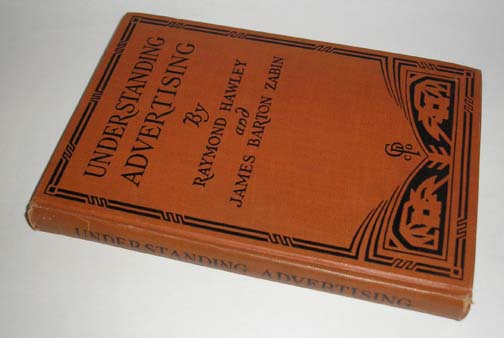 UNDERSTANDING
ADVERTISING
By
RAYMOND HAWLEY
and
JAMES BARTON ZABIN
UNDERSTANDING ADVERTISING